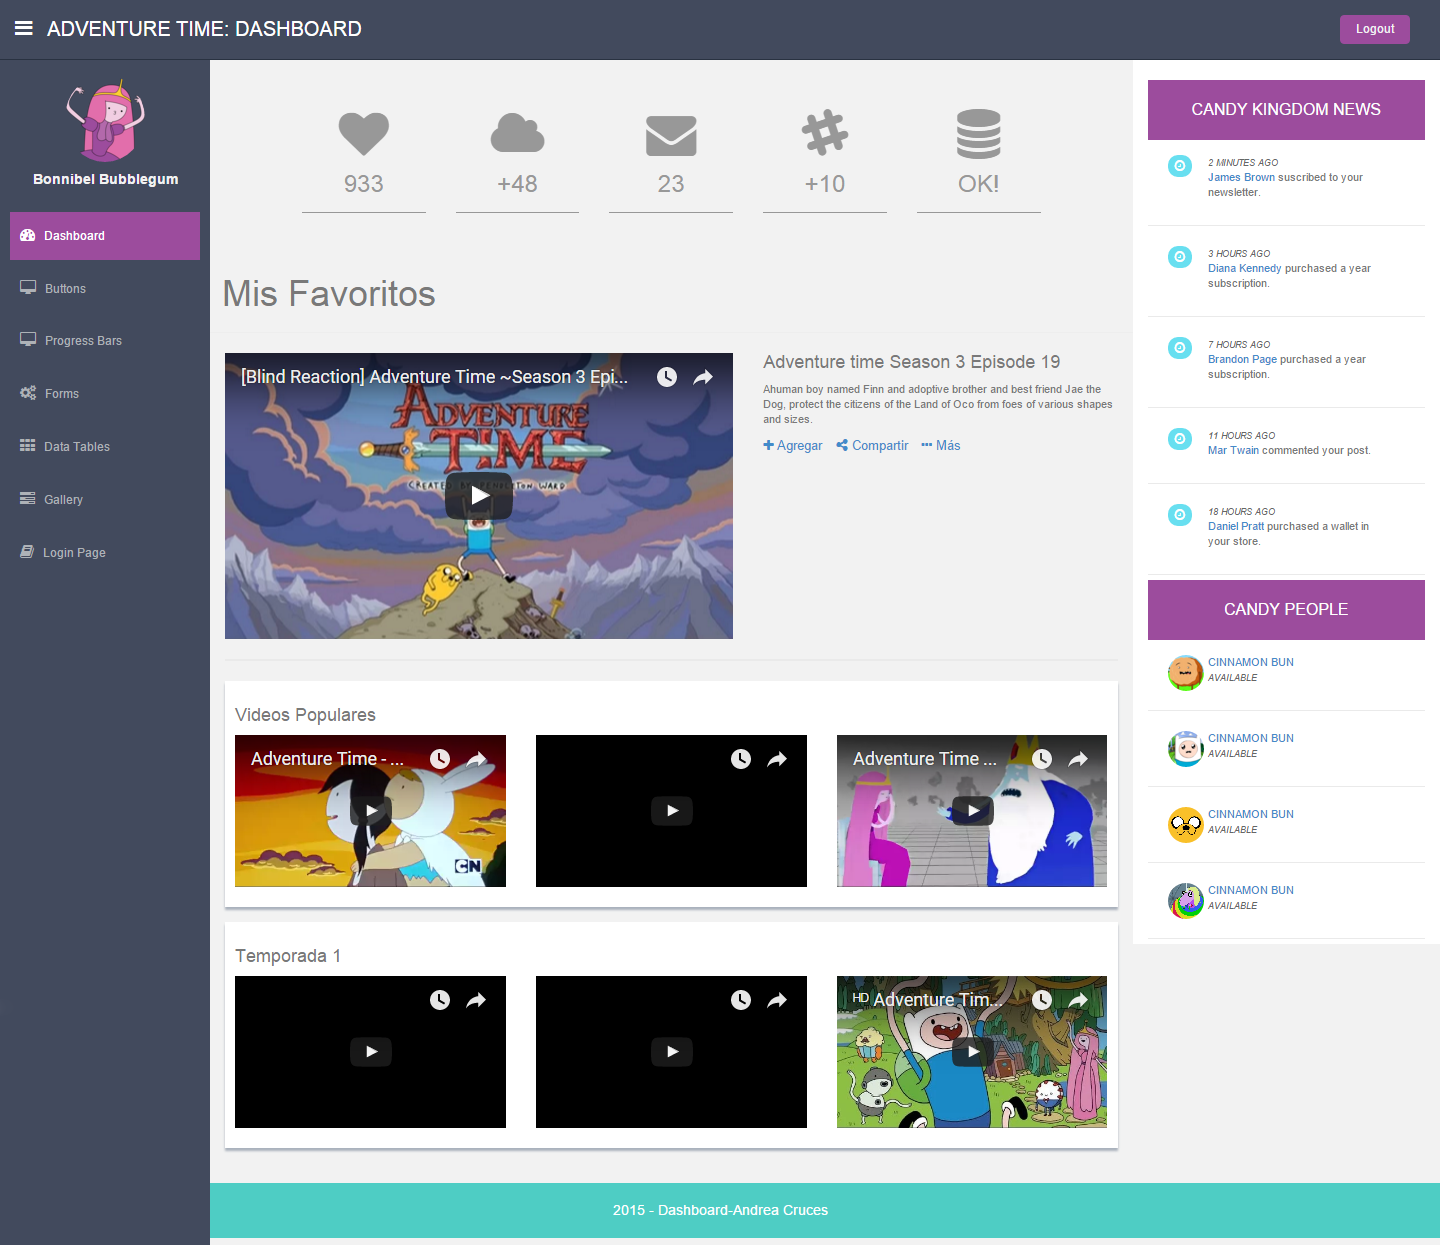 ADVENTURE TIME: DASHBOARD
Logout
Bonnibel Bubblegum
Dashboard
Buttons
Progress Bars
Forms
Data Tables
Gallery
Login Page
933
+48
23
+10
OK!
Mis Favoritos
[Blind Reaction] Adventure Time ~Season 3 Epi...
ADVENTURE
TIME
CREATED BY PENDLETON WARD
Adventure time Season 3 Episode 19
Ahuman boy named Finn and adoptive brother and best friend Jae the
Dog, protect the citizens of the Land of Oco from foes of various shapes
and sizes.
Agregar
Compartir
Más
Videos Populares
Adventure Time - ...
CN
Adventure Time ...
Temporada 1
HD Adventure Tim...
CANDY KINGDOM NEWS
2 MINUTES AGO
James Brown suscribed to your
newsletter.
3 HOURS AGO
Diana Kennedy purchased a year
subscription.
7 HOURS AGO
Brandon Page purchased a year
subscription.
11 HOURS AGO
Mar Twain commented your post.
18 HOURS AGO
Daniel Pratt purchased a wallet in
your store.
CANDY PEOPLE
CINNAMON BUN
AVAILABLE
CINNAMON BUN
AVAILABLE
CINNAMON BUN
AVAILABLE
CINNAMON BUN
AVAILABLE
2015 - Dashboard-Andrea Cruces